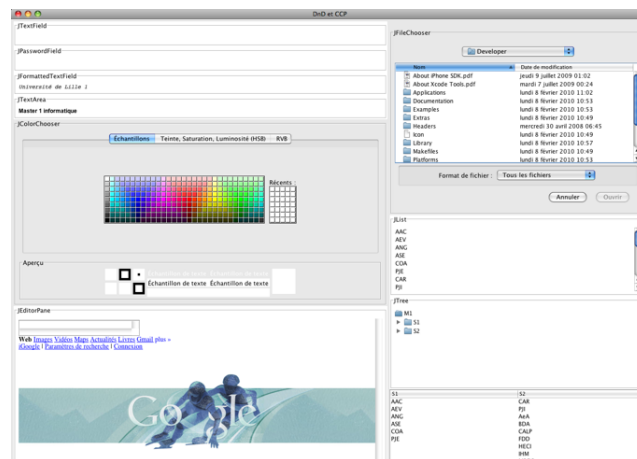 DnD et CCP
JTextField
JPasswordField
JFormattedTextField
Université de Lille 1
JTextArea
Master 1 informatique
JColorChooser
Échantillons Teinte, Saturation, Luminosité (HSB) RVB
Récents :
Aperçu
Échantillon de texte Échantillon de texte
Échantillon de texte Échantillon de texte
JEditorPane
Web Images Vidéos Maps Actualités Livres Gmail plus »
iGoogle | Paramètres de recherche | Connexion
Google
JFileChooser
Developer
Nom Date de modification
About iPhone SDK.pdf jeudi 9 juillet 2009 01:02
About Xcode Tools.pdf mardi 7 juillet 2009 00:24
Applications lundi 8 février 2010 11:02
Documentation lundi 8 février 2010 10:53
Examples lundi 8 février 2010 10:53
Extras lundi 8 février 2010 10:49
Headers mercredi 30 avril 2008 06:45
Icon lundi 8 février 2010 10:49
Library lundi 8 février 2010 10:57
Makefiles lundi 8 février 2010 10:49
Platforms lundi 8 février 2010 10:53
Format de fichier : Tous les fichiers
Annuler Ouvrir
JList
AAC
AEV
ANG
ASE
COA
PJE
CAR
PJI
JTree
M1
S1
S2
S1 S2
AAC CAR
AEV PJI
ANG AeA
ASE BDA
COA CALP
PJE FDD
HECI
IHM